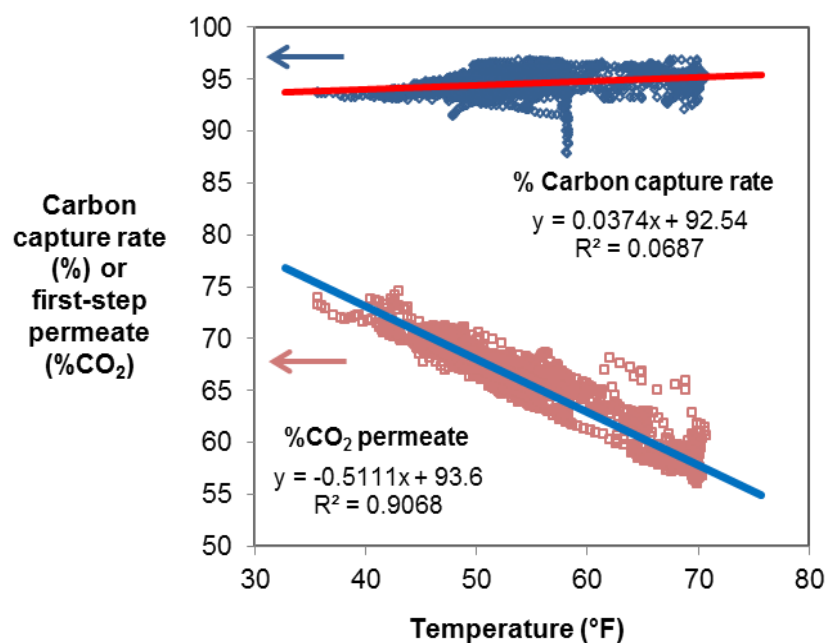 100
95
90
85
80
75
70
65
60
55
50
Carbon
capture rate
(%) or
first-step
permeate
(%CO₂)
% Carbon capture rate
y = 0.0374x + 92.54
R² = 0.0687
%CO₂ permeate
y = -0.5111x + 93.6
R² = 0.9068
30 40 50 60 70 80
Temperature (°F)